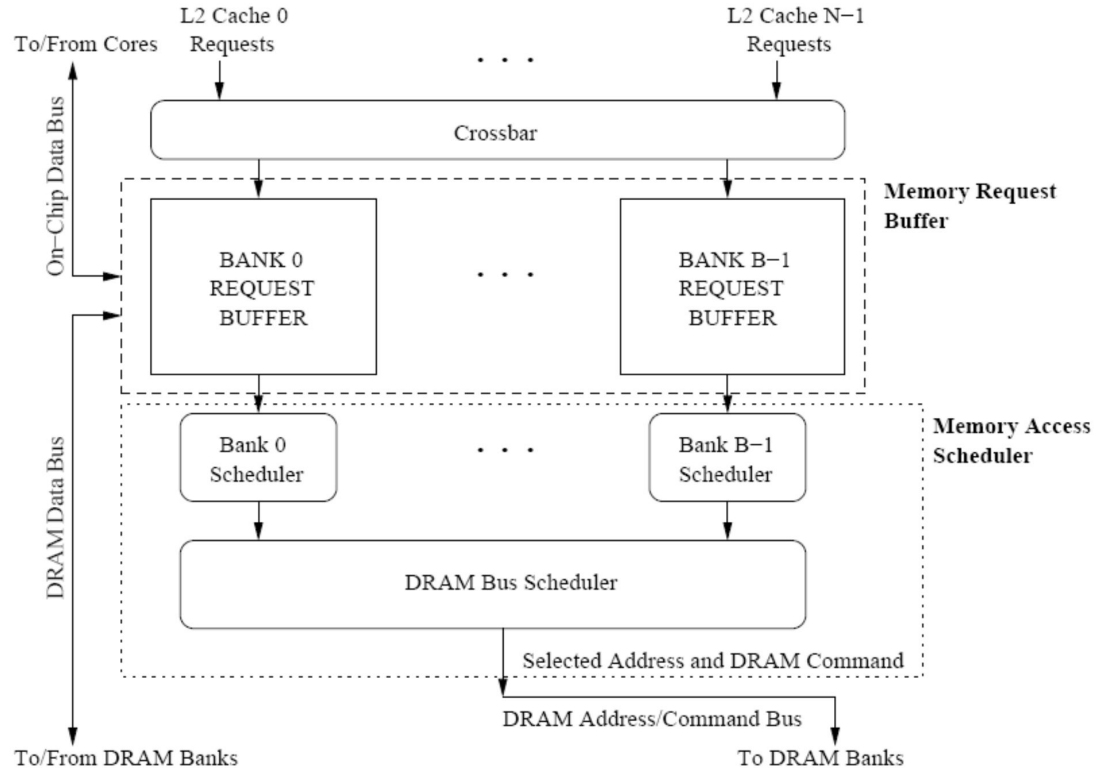 L2 Cache 0
Requests
L2 Cache N−1
Requests
To/From Cores
. . .
Crossbar
On−Chip Data Bus
Memory Request
Buffer
BANK 0
REQUEST
BUFFER
. . .
BANK B−1
REQUEST
BUFFER
DRAM Data Bus
Bank 0
Scheduler
. . .
Bank B−1
Scheduler
Memory Access
Scheduler
DRAM Bus Scheduler
Selected Address and DRAM Command
DRAM Address/Command Bus
To/From DRAM Banks
To DRAM Banks